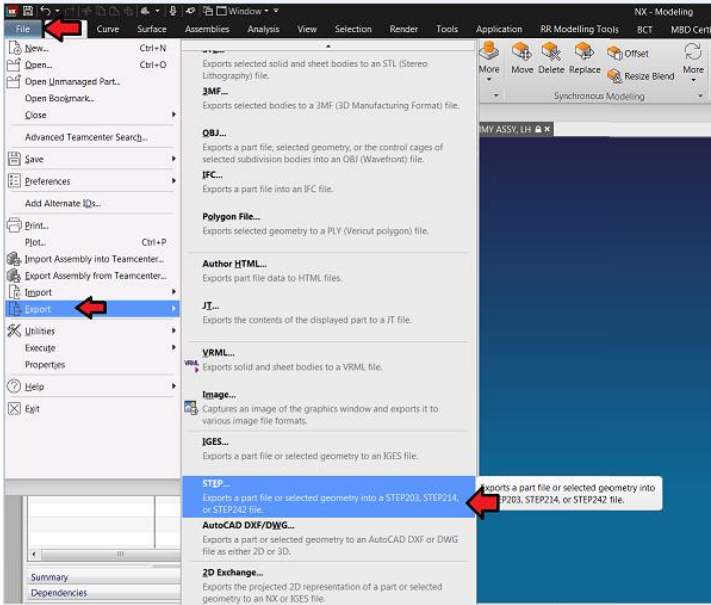 NX
Window
NX - Modeling
File
Curve
Surface
Assemblies
Analysis
View
Selection
Render
Tools
Application
RR Modelling Tools
BCT
MBD Certi
New...
Ctrl+N
Open...
Ctrl+O
Open Unmanaged Part...
Open Bookmark...
Close
Advanced Teamcenter Search...
Save
Preferences
Add Alternate IDs...
Print...
Plot...
Ctrl+P
Import Assembly into Teamcenter...
Export Assembly from Teamcenter...
Import
Export
Utilities
Execute
Properties
Help
Exit
Exports selected solid and sheet bodies to an STL (Stereo
Lithography) file.
3MF...
Exports selected bodies to a 3MF (3D Manufacturing Format) file.
OBJ...
Exports a part file, selected geometry, or the control cages of
selected subdivision bodies into an OBJ (Wavefront) file.
IFC...
Exports a part file into an IFC file.
Polygon File...
Exports selected geometry to a PLY (Vericut polygon) file.
Author HTML...
Exports part file data to HTML files.
JT...
Exports the contents of the displayed part to a JT file.
VRML...
VRML
Exports solid and sheet bodies to a VRML file.
Image...
Captures an image of the graphics window and exports it to
various image file formats.
IGES...
Exports a part file or selected geometry to an IGES file.
STEP...
Exports a part file or selected geometry into a STEP203, STEP214,
or STEP242 file.
AutoCAD DXF/DWG...
Exports a part or selected geometry to an AutoCAD DXF or DWG
file as either 2D or 3D.
2D Exchange...
Exports the projected 2D representation of a part or selected
geometry to an NX or IGES file.
More
Move
Delete
Replace
Offset
Resize Blend
More
Synchronous Modeling
MY ASSY, LH
Exports a part file or selected geometry into
STEP214, or STEP242 file.
Summary
Dependencies